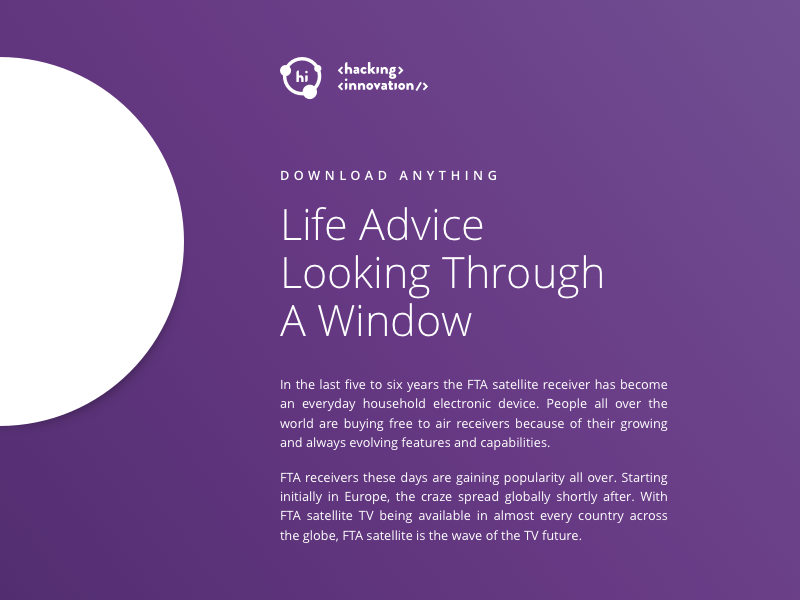 hi
<hacking>
<innovation/>
DOWNLOAD ANYTHING
Life Advice
Looking Through
A Window
In the last five to six years the FTA satellite receiver has become
an everyday household electronic device. People all over the
world are buying free to air receivers because of their growing
and always evolving features and capabilities.
FTA receivers these days are gaining popularity all over. Starting
initially in Europe, the craze spread globally shortly after. With
FTA satellite TV being available in almost every country across
the globe, FTA satellite is the wave of the TV future.